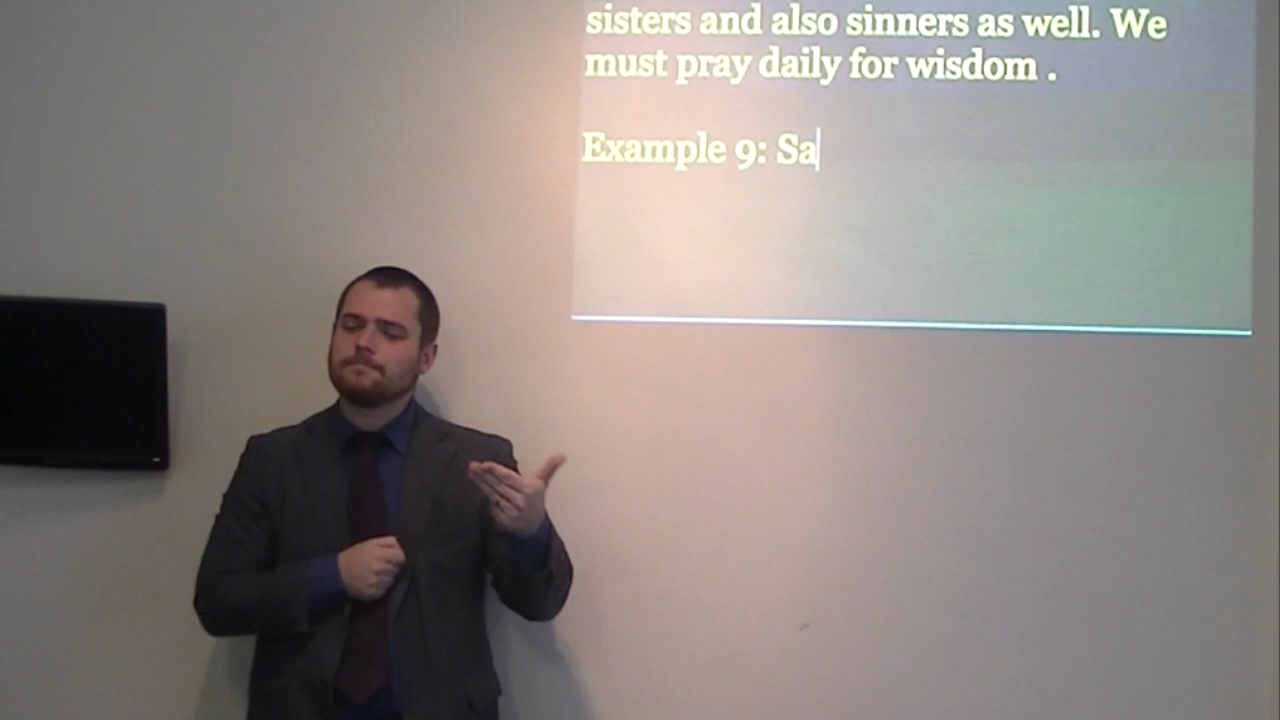 sisters and also sinners as well. We
must pray daily for wisdom .
Example 9: Sa